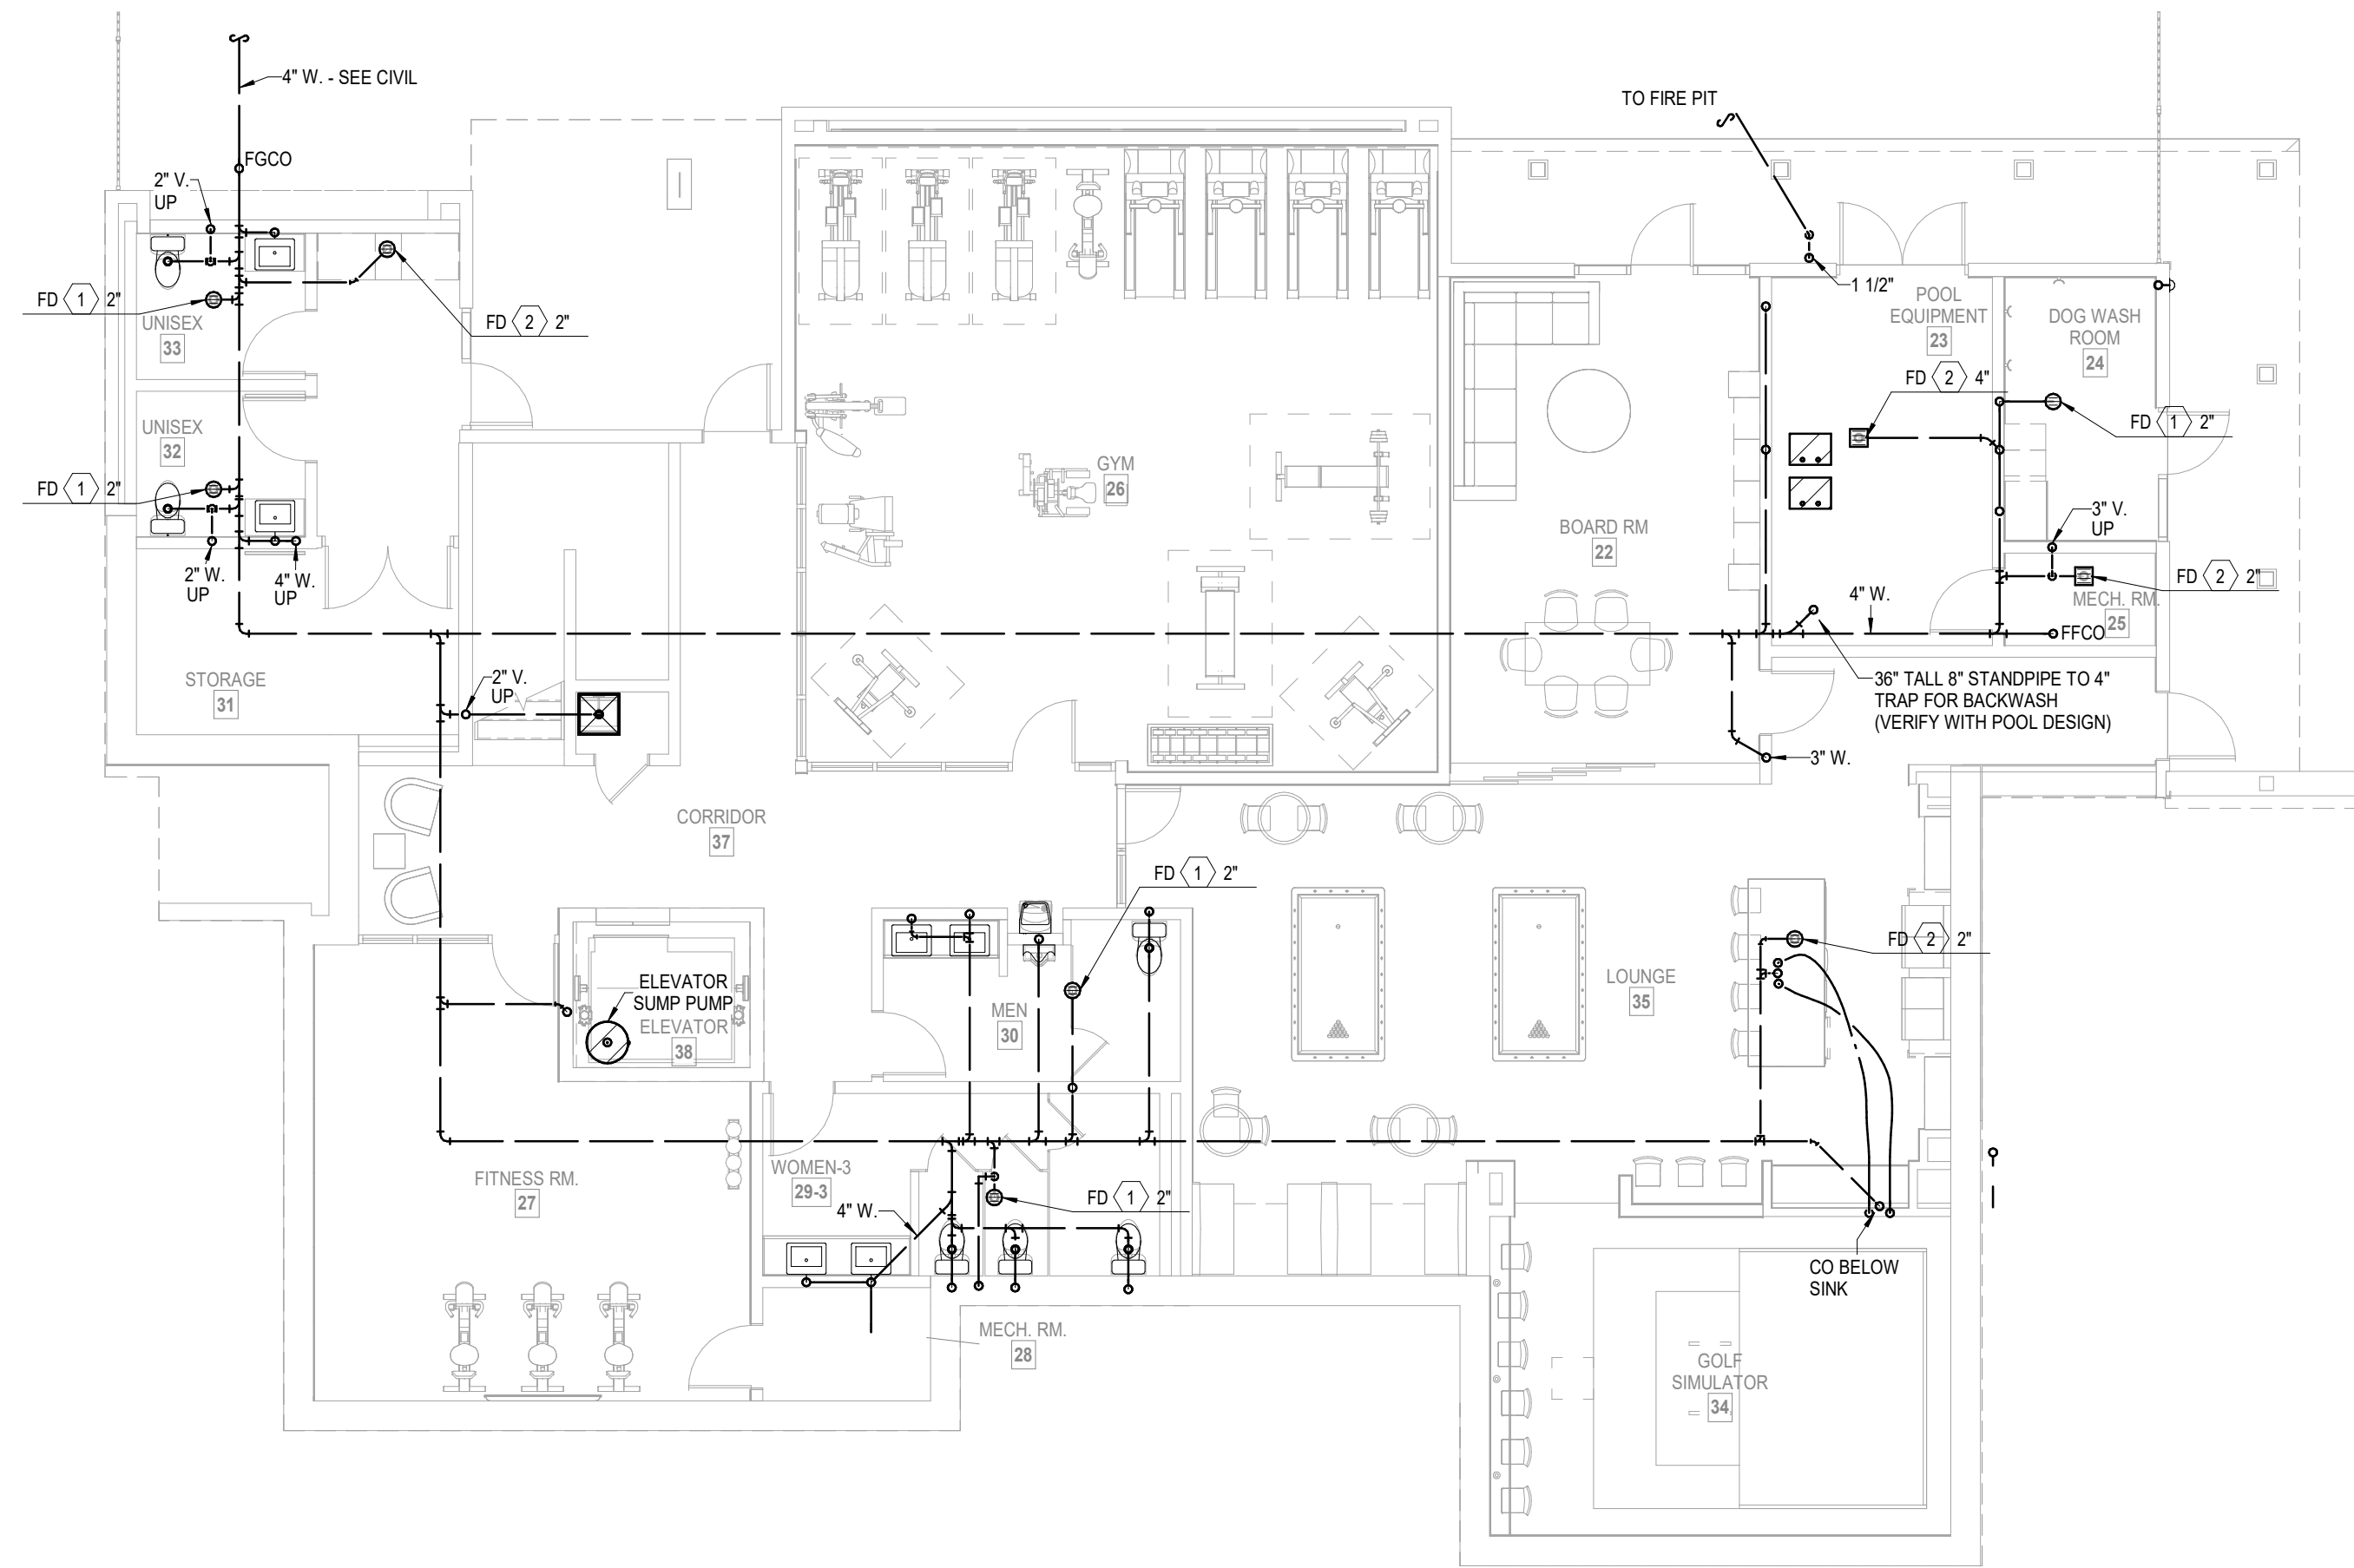 4" W. - SEE CIVIL
TO FIRE PIT
FGCO
2" V.
UP
1 1/2"
FD 1 2"
UNISEX
33
FD 2 2"
POOL
EQUIPMENT
23
DOG WASH
ROOM
24
FD 2 4"
FD 1 2"
UNISEX
32
FD 1 2"
GYM
26
BOARD RM
22
3" V.
UP
2" W.
UP
4" W.
UP
FD 2 2"
4" W.
MECH. RM.
25
FFCO
STORAGE
31
2" V.
UP
36" TALL 8" STANDPIPE TO 4"
TRAP FOR BACKWASH
(VERIFY WITH POOL DESIGN)
3" W.
CORRIDOR
37
FD 1 2"
FD 2 2"
LOUNGE
35
ELEVATOR
SUMP PUMP
ELEVATOR
38
MEN
30
FITNESS RM.
27
WOMEN-3
29-3
4" W.
FD 1 2"
CO BELOW
SINK
MECH. RM.
28
GOLF
SIMULATOR
34